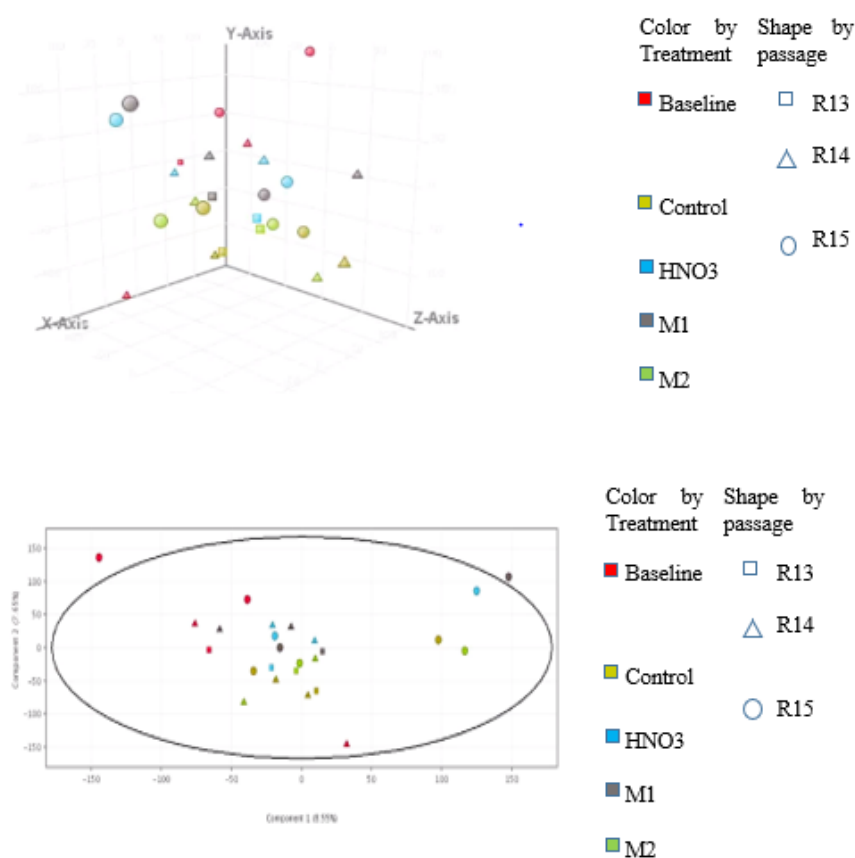 Y-Axis
X-Axis
Z-Axis
Color by Shape by
Treatment passage
Baseline R13
R14
Control
R15
HNO3
M1
M2
150
100
50
0
-50
-100
-150
-150 -100 -50 0 50 100 150
Color by Shape by
Treatment passage
Baseline R13
R14
Control
R15
HNO3
M1
M2